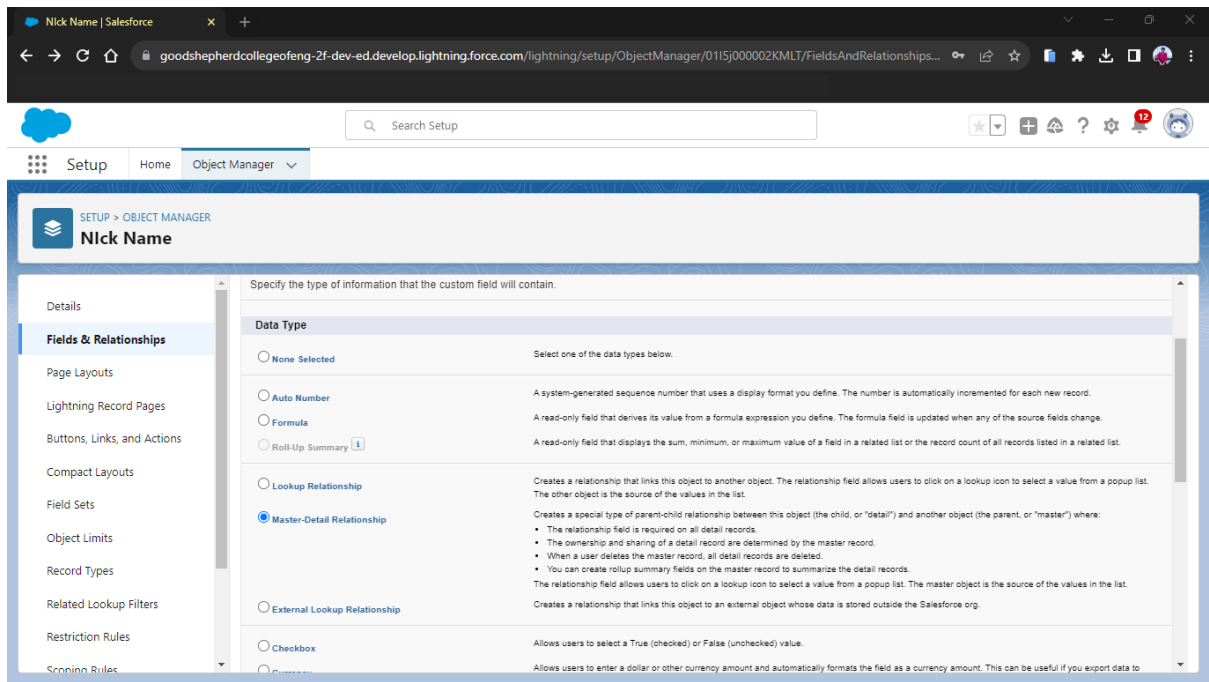 NIck Name | Salesforce
goodshepherdcollegeofeng-2f-dev-ed.develop.lightning.force.com/lightning/setup/ObjectManager/01I5j000002KMLT/FieldsAndRelationships...
Search Setup
12
Setup
Home
Object Manager
SETUP > OBJECT MANAGER
NIck Name
Details
Fields & Relationships
Page Layouts
Lightning Record Pages
Buttons, Links, and Actions
Compact Layouts
Field Sets
Object Limits
Record Types
Related Lookup Filters
Restriction Rules
Scoping Rules
Specify the type of information that the custom field will contain.
Data Type
None Selected
Select one of the data types below.
Auto Number
A system-generated sequence number that uses a display format you define. The number is automatically incremented for each new record.
Formula
A read-only field that derives its value from a formula expression you define. The formula field is updated when any of the source fields change.
Roll-Up Summary i
A read-only field that displays the sum, minimum, or maximum value of a field in a related list or the record count of all records listed in a related list.
Lookup Relationship
Creates a relationship that links this object to another object. The relationship field allows users to click on a lookup icon to select a value from a popup list.
The other object is the source of the values in the list.
Master-Detail Relationship
Creates a special type of parent-child relationship between this object (the child, or "detail") and another object (the parent, or "master") where:
• The relationship field is required on all detail records.
• The ownership and sharing of a detail record are determined by the master record.
• When a user deletes the master record, all detail records are deleted.
• You can create rollup summary fields on the master record to summarize the detail records.
The relationship field allows users to click on a lookup icon to select a value from a popup list. The master object is the source of the values in the list.
External Lookup Relationship
Creates a relationship that links this object to an external object whose data is stored outside the Salesforce org.
Checkbox
Allows users to select a True (checked) or False (unchecked) value.
Currency
Allows users to enter a dollar or other currency amount and automatically formats the field as a currency amount. This can be useful if you export data to